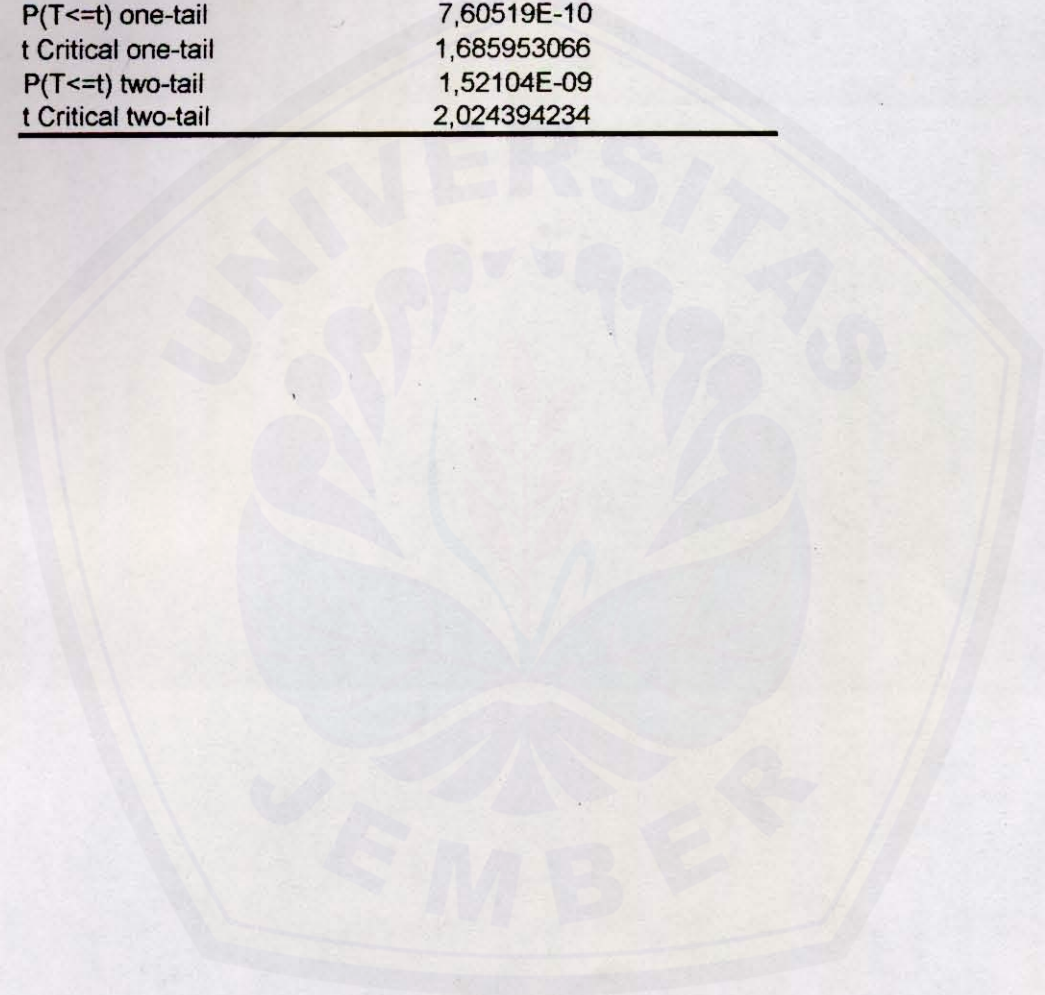 P(T<=t) one-tail 7,60519E-10
t Critical one-tail 1,685953066
P(T<=t) two-tail 1,52104E-09
t Critical two-tail 2,024394234
UNIVERSITAS
JEMBER